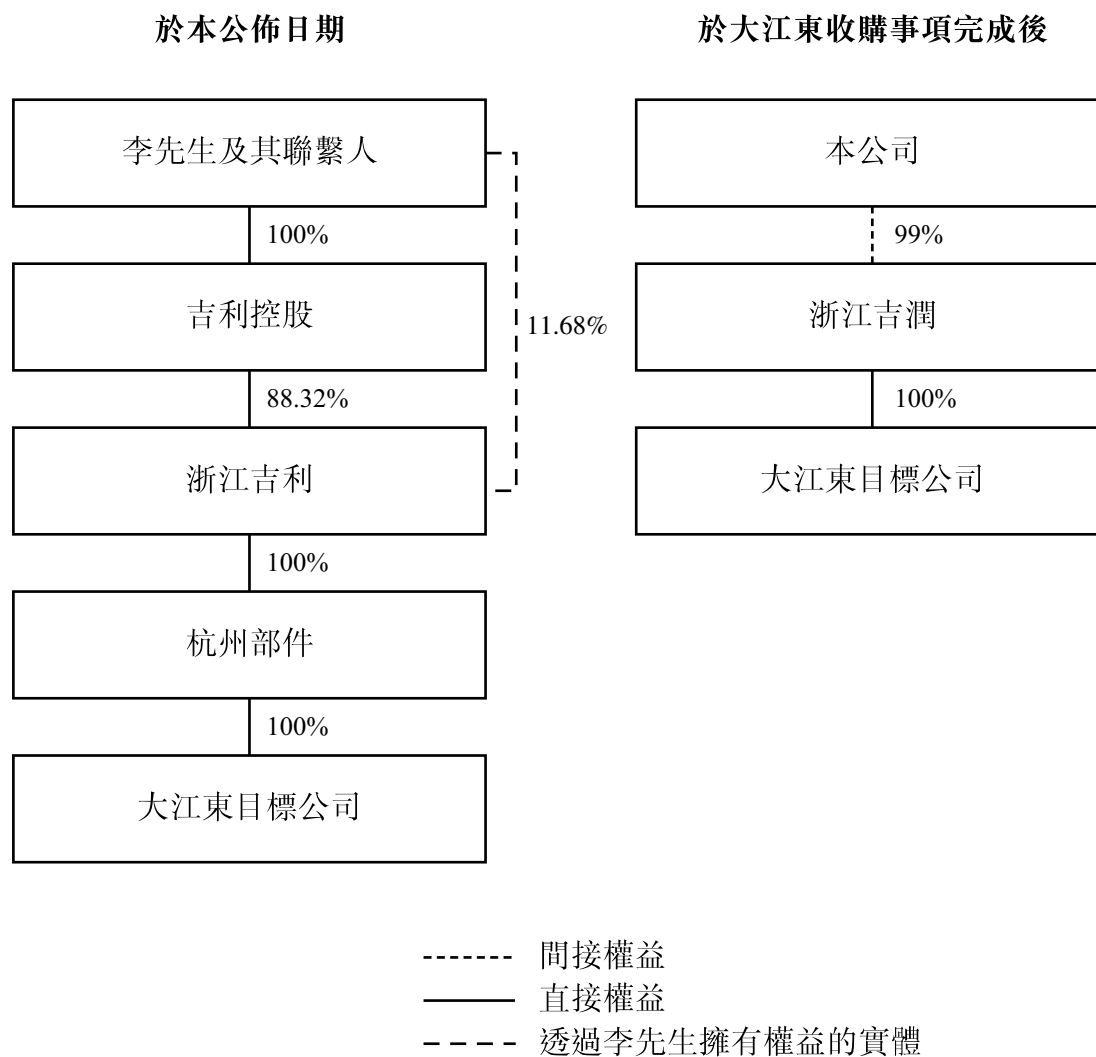 於本公佈日期
李先生及其聯繫人
100%
吉利控股
88.32%
11.68%
浙江吉利
100%
杭州部件
100%
大江東目標公司
於大江東收購事項完成後
本公司
99%
浙江吉潤
100%
大江東目標公司
間接權益
直接權益
透過李先生擁有權益的實體